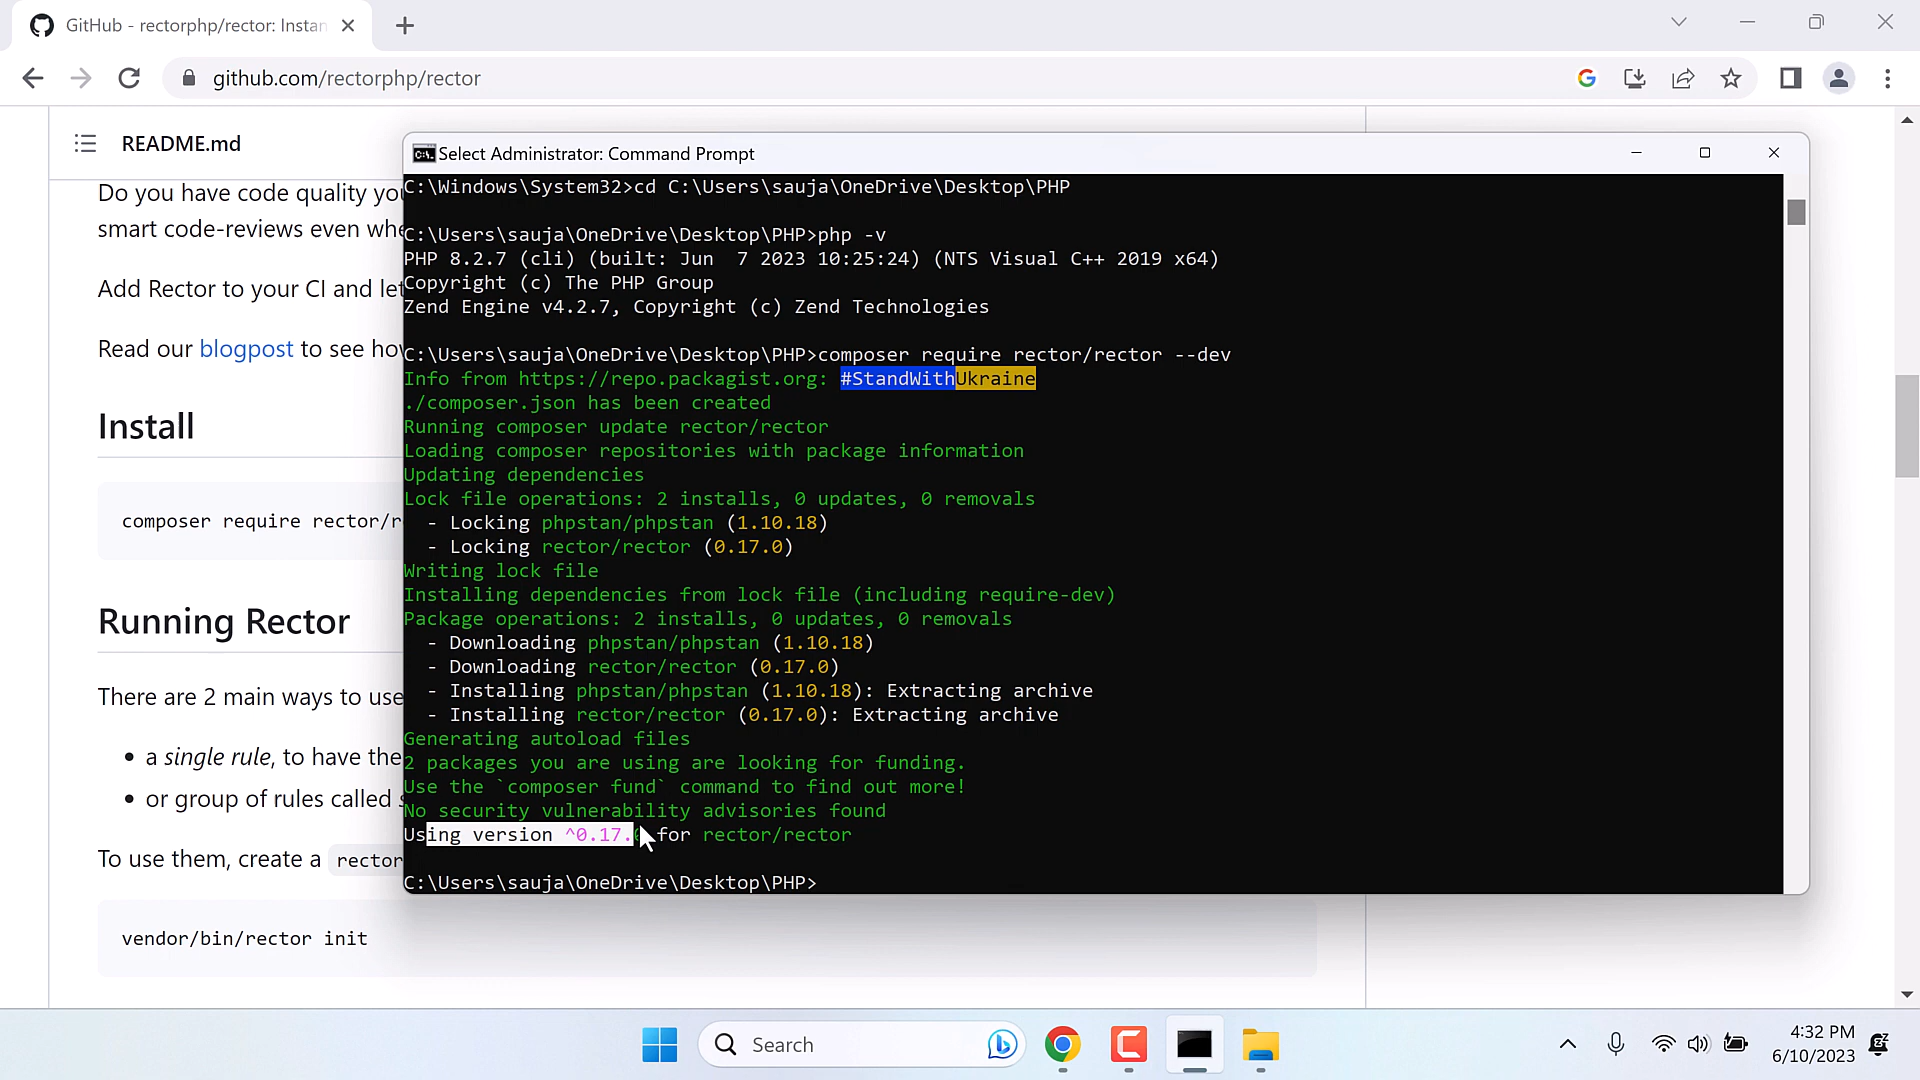 GitHub - rectorphp/rector: Instan
github.com/rectorphp/rector
README.md
Do you have code quality yo
smart code-reviews even whe
Add Rector to your CI and let
Read our blogpost to see how
Install
composer require rector/r
Running Rector
There are 2 main ways to use
• a single rule, to have the
• or group of rules called s
To use them, create a rector
vendor/bin/rector init
Select Administrator: Command Prompt
C:\Windows\System32>cd C:\Users\sauja\OneDrive\Desktop\PHP
C:\Users\sauja\OneDrive\Desktop\PHP>php -v
PHP 8.2.7 (cli) (built: Jun  7 2023 10:25:24) (NTS Visual C++ 2019 x64)
Copyright (c) The PHP Group
Zend Engine v4.2.7, Copyright (c) Zend Technologies
C:\Users\sauja\OneDrive\Desktop\PHP>composer require rector/rector --dev
Info from https://repo.packagist.org: #StandWithUkraine
./composer.json has been created
Running composer update rector/rector
Loading composer repositories with package information
Updating dependencies
Lock file operations: 2 installs, 0 updates, 0 removals
- Locking phpstan/phpstan (1.10.18)
- Locking rector/rector (0.17.0)
Writing lock file
Installing dependencies from lock file (including require-dev)
Package operations: 2 installs, 0 updates, 0 removals
- Downloading phpstan/phpstan (1.10.18)
- Downloading rector/rector (0.17.0)
- Installing phpstan/phpstan (1.10.18): Extracting archive
- Installing rector/rector (0.17.0): Extracting archive
Generating autoload files
2 packages you are using are looking for funding.
Use the `composer fund` command to find out more!
No security vulnerability advisories found
Using version ^0.17.0 for rector/rector
C:\Users\sauja\OneDrive\Desktop\PHP>
Search
4:32 PM
6/10/2023